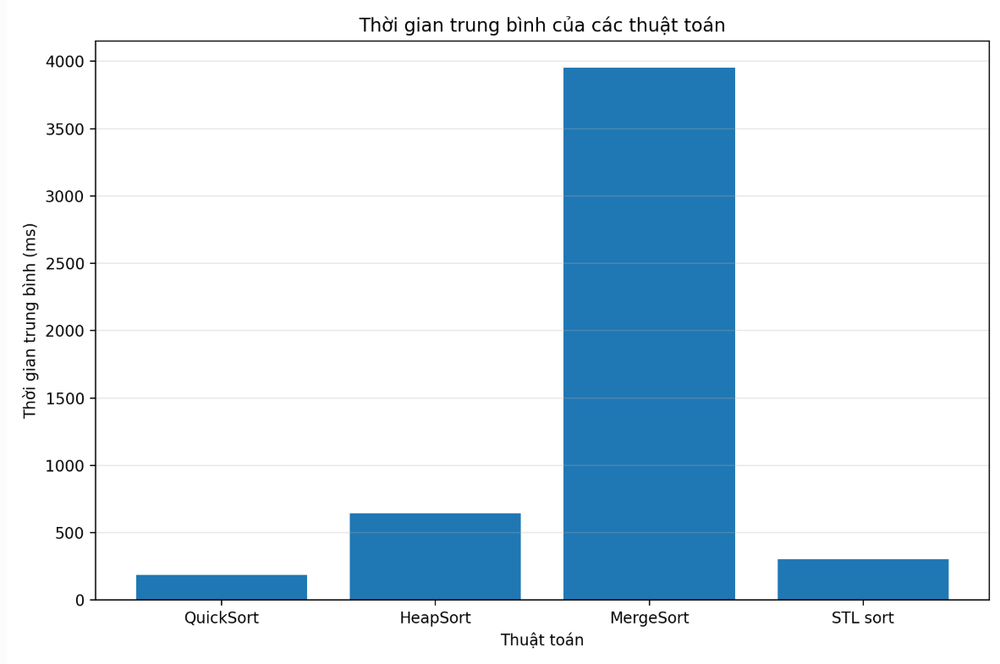 Thời gian trung bình của các thuật toán
Thời gian trung bình (ms)
4000
3500
3000
2500
2000
1500
1000
500
0
QuickSort HeapSort MergeSort STL sort
Thuật toán